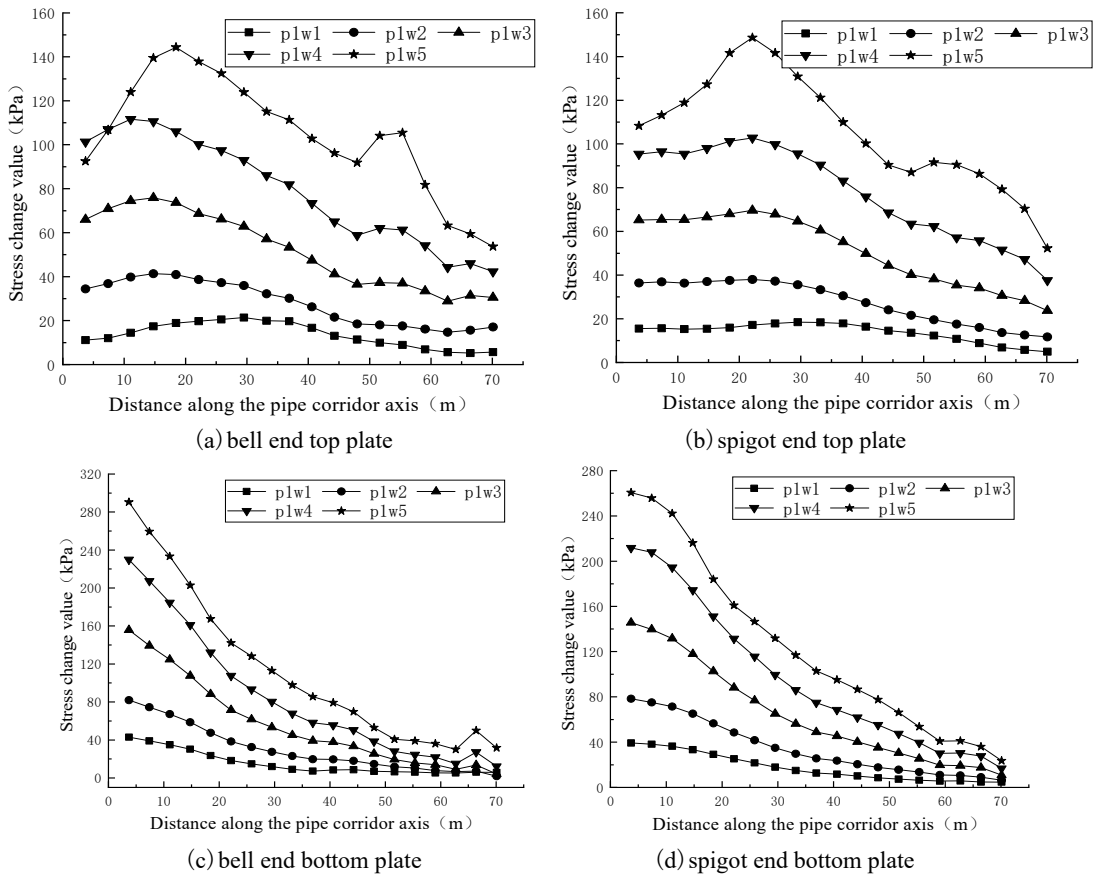 160
140
120
100
80
60
40
20
0
Stress change value（kPa）
p1w1 p1w2 p1w3
p1w4 p1w5
0 10 20 30 40 50 60 70
Distance along the pipe corridor axis（m）
(a) bell end top plate
160
140
120
100
80
60
40
20
0
Stress change value（kPa）
p1w1 p1w2 p1w3
p1w4 p1w5
0 10 20 30 40 50 60 70
Distance along the pipe corridor axis（m）
(b) spigot end top plate
320
280
240
200
160
120
80
40
0
Stress change value（kPa）
p1w1 p1w2 p1w3
p1w4 p1w5
0 10 20 30 40 50 60 70
Distance along the pipe corridor axis（m）
(c) bell end bottom plate
280
240
200
160
120
80
40
0
Stress change value（kPa）
p1w1 p1w2 p1w3
p1w4 p1w5
0 10 20 30 40 50 60 70
Distance along the pipe corridor axis（m）
(d) spigot end bottom plate